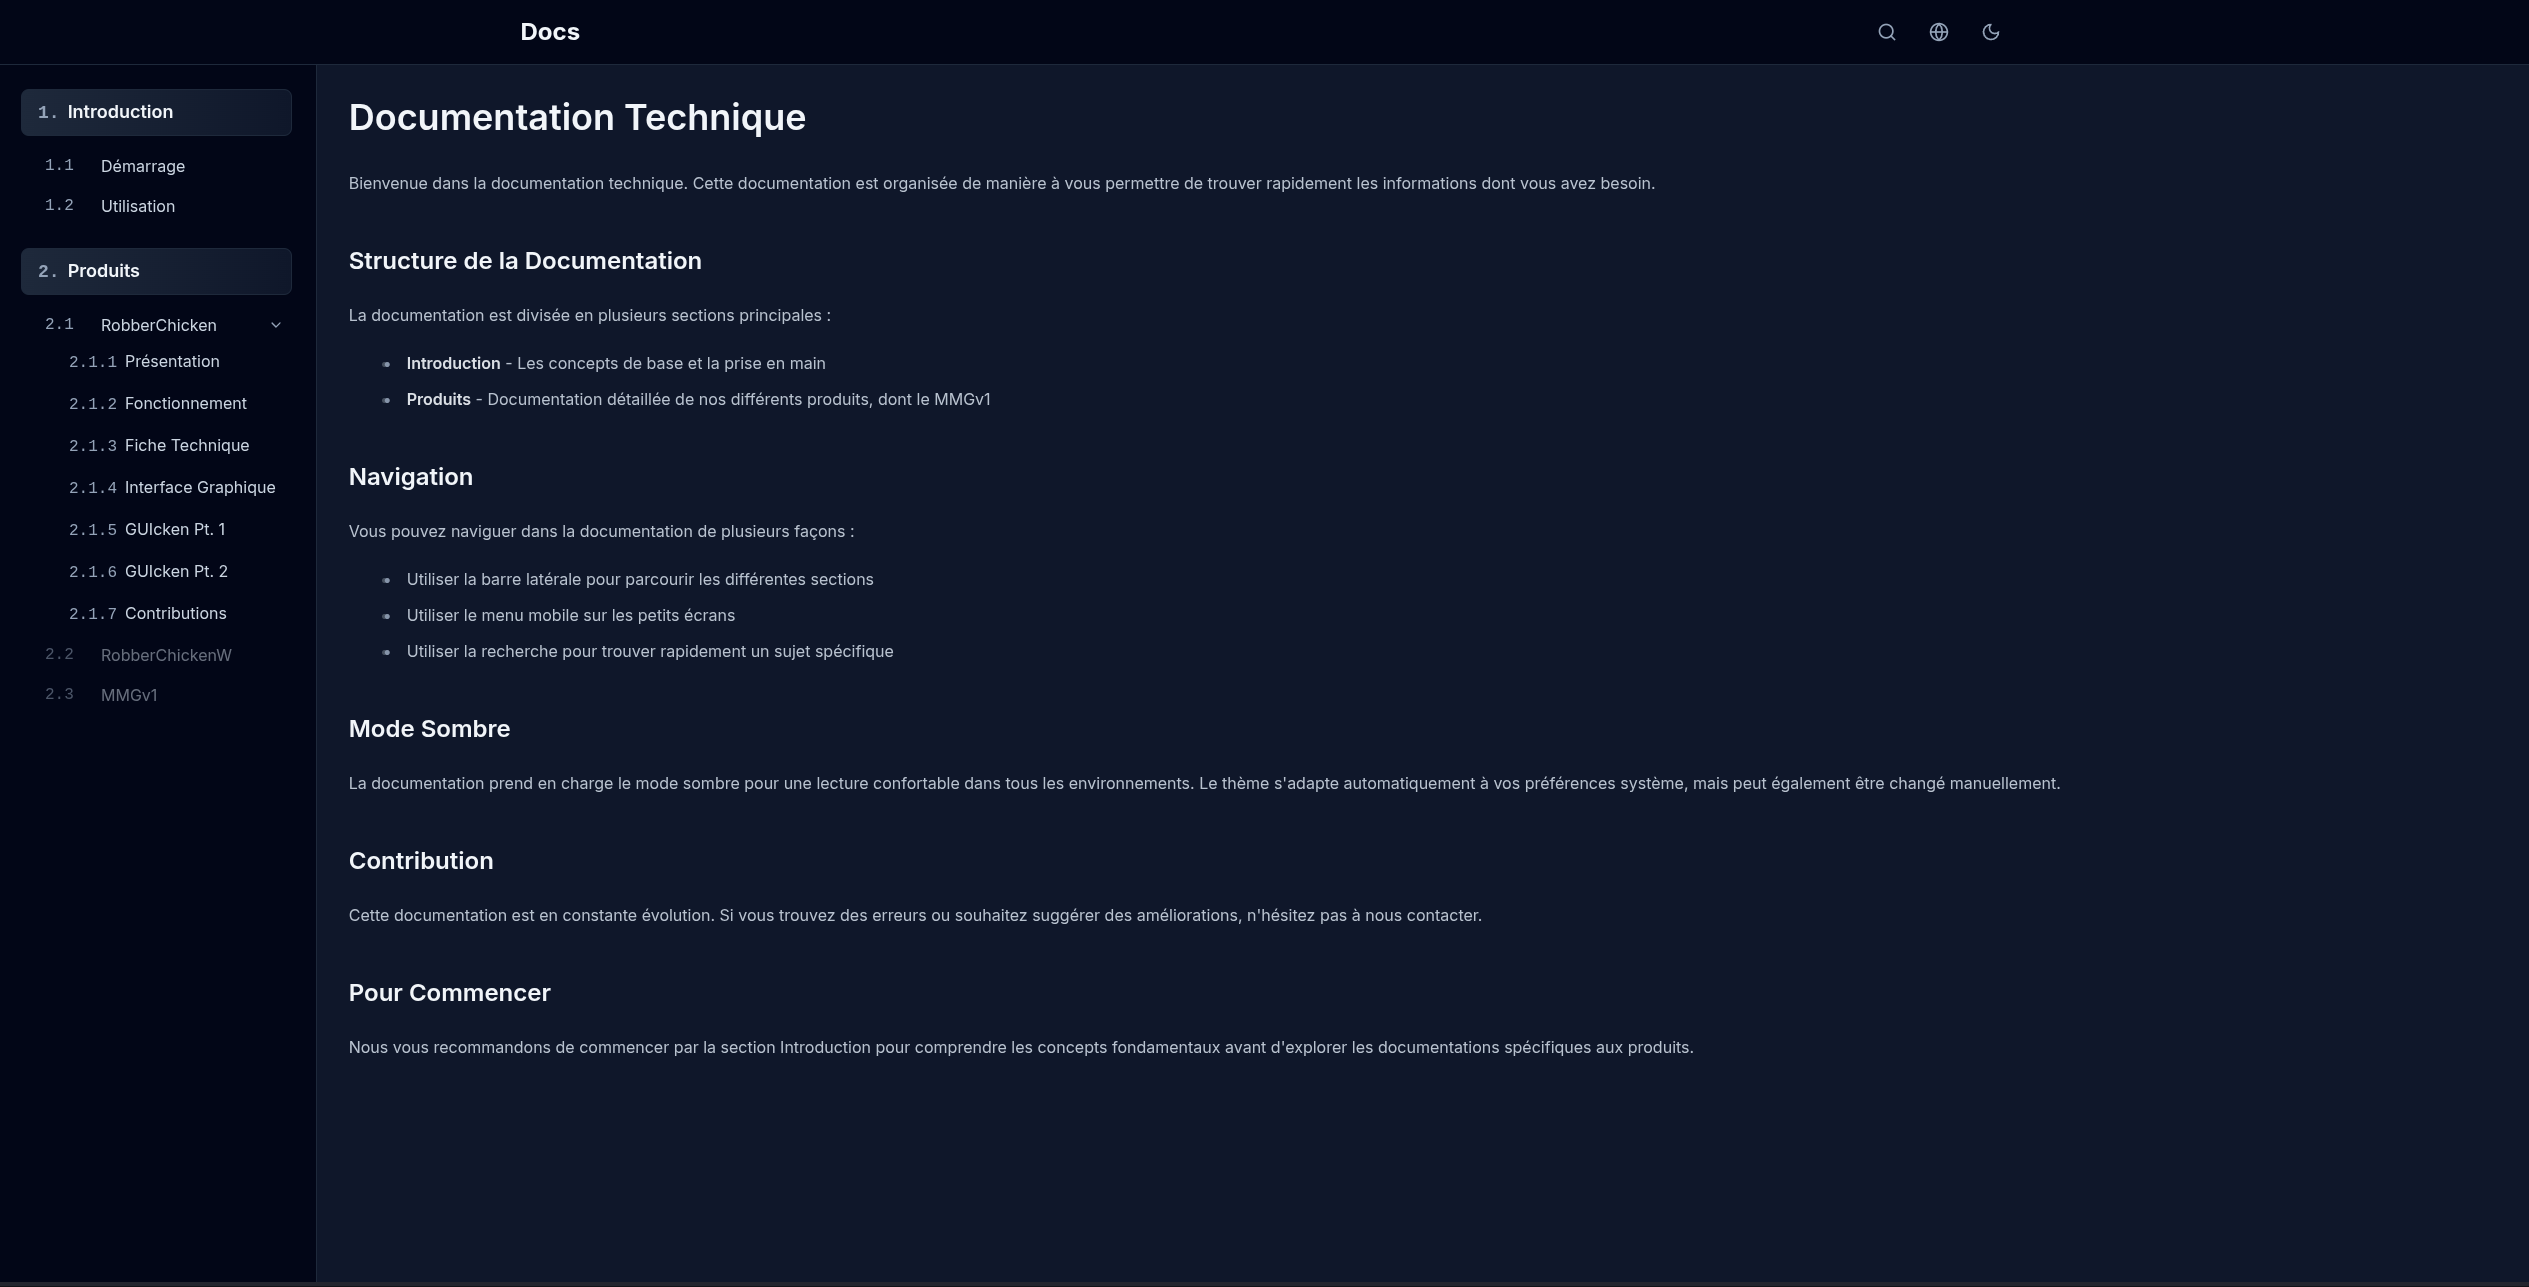 Docs
1. Introduction
1.1 Démarrage
1.2 Utilisation
2. Produits
2.1 RobberChicken
2.1.1 Présentation
2.1.2 Fonctionnement
2.1.3 Fiche Technique
2.1.4 Interface Graphique
2.1.5 GUIcken Pt. 1
2.1.6 GUIcken Pt. 2
2.1.7 Contributions
2.2 RobberChickenW
2.3 MMGv1
Documentation Technique
Bienvenue dans la documentation technique. Cette documentation est organisée de manière à vous permettre de trouver rapidement les informations dont vous avez besoin.
Structure de la Documentation
La documentation est divisée en plusieurs sections principales :
Introduction - Les concepts de base et la prise en main
Produits - Documentation détaillée de nos différents produits, dont le MMGv1
Navigation
Vous pouvez naviguer dans la documentation de plusieurs façons :
Utiliser la barre latérale pour parcourir les différentes sections
Utiliser le menu mobile sur les petits écrans
Utiliser la recherche pour trouver rapidement un sujet spécifique
Mode Sombre
La documentation prend en charge le mode sombre pour une lecture confortable dans tous les environnements. Le thème s'adapte automatiquement à vos préférences système, mais peut également être changé manuellement.
Contribution
Cette documentation est en constante évolution. Si vous trouvez des erreurs ou souhaitez suggérer des améliorations, n'hésitez pas à nous contacter.
Pour Commencer
Nous vous recommandons de commencer par la section Introduction pour comprendre les concepts fondamentaux avant d'explorer les documentations spécifiques aux produits.